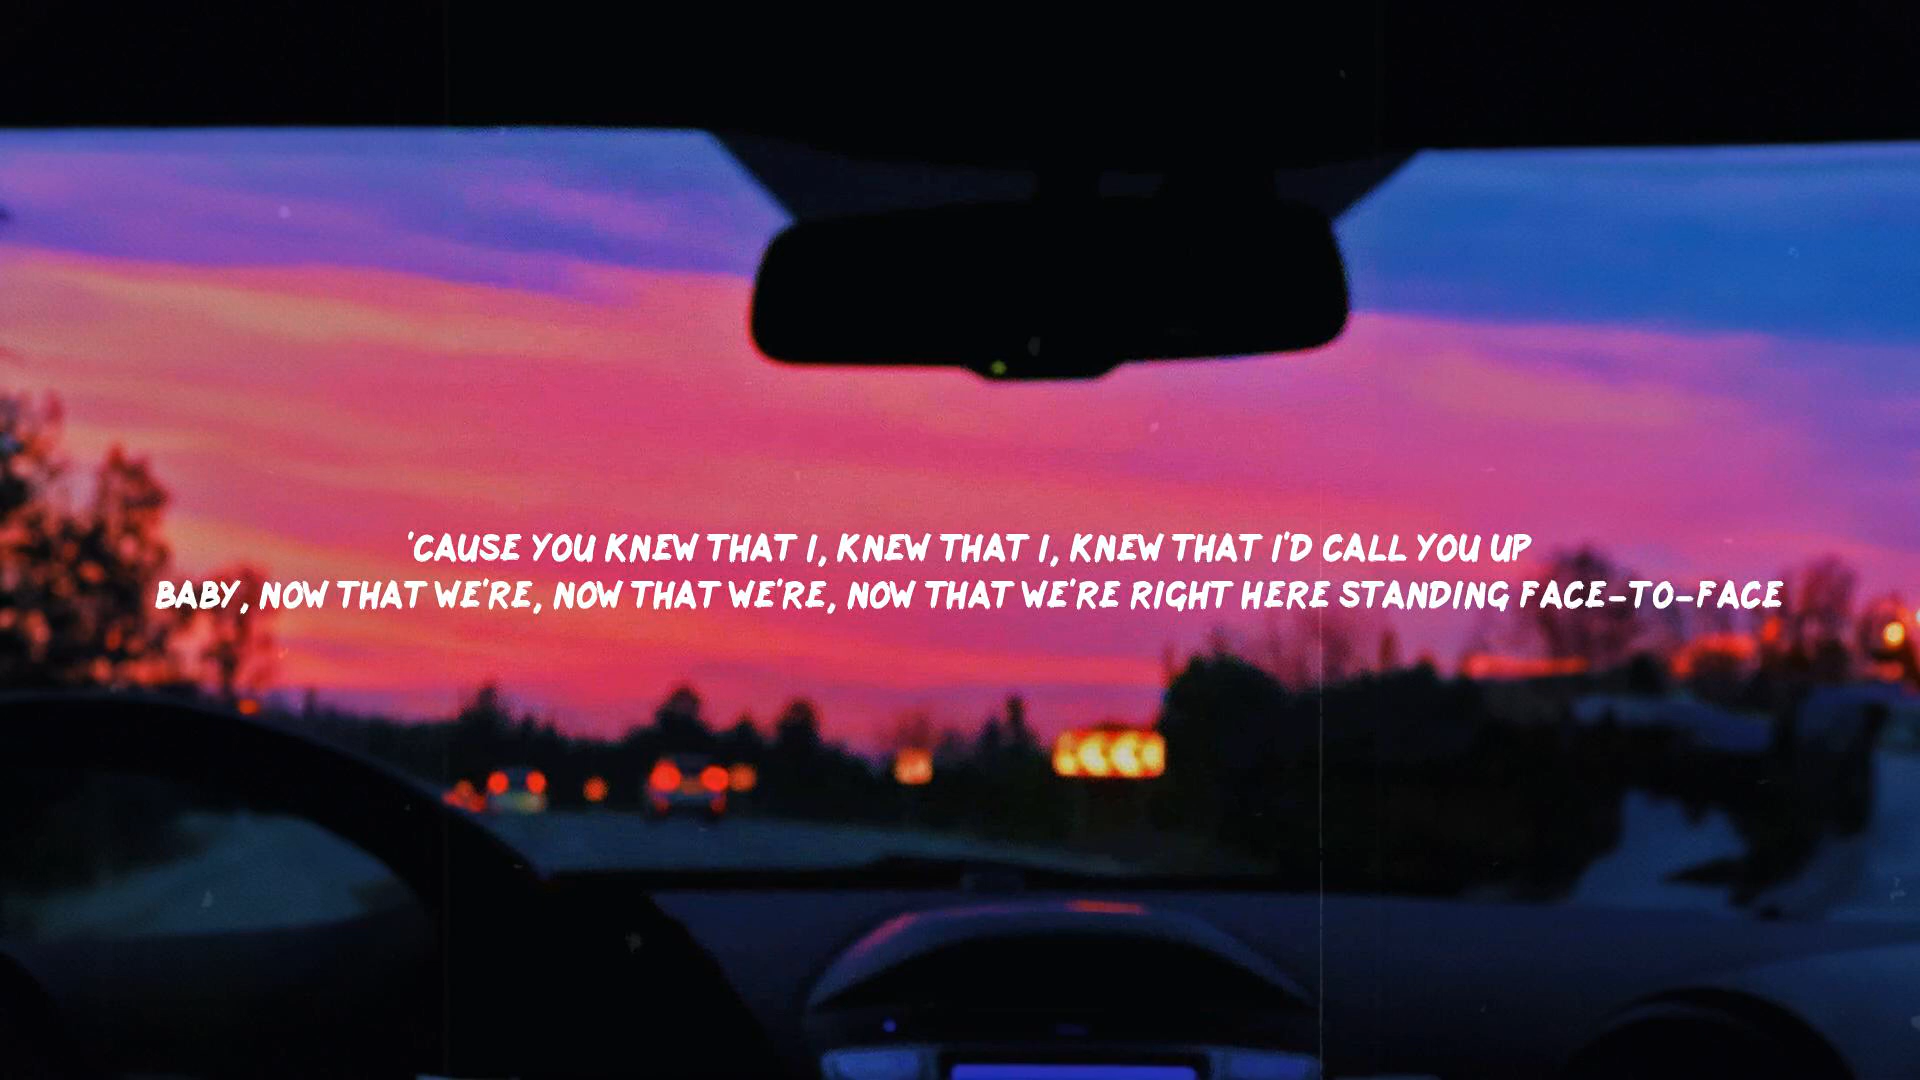 'CAUSE YOU KNEW THAT I, KNEW THAT I, KNEW THAT I'D CALL YOU UP
BABY, NOW THAT WE'RE, NOW THAT WE'RE, NOW THAT WE'RE RIGHT HERE STANDING FACE-TO-FACE